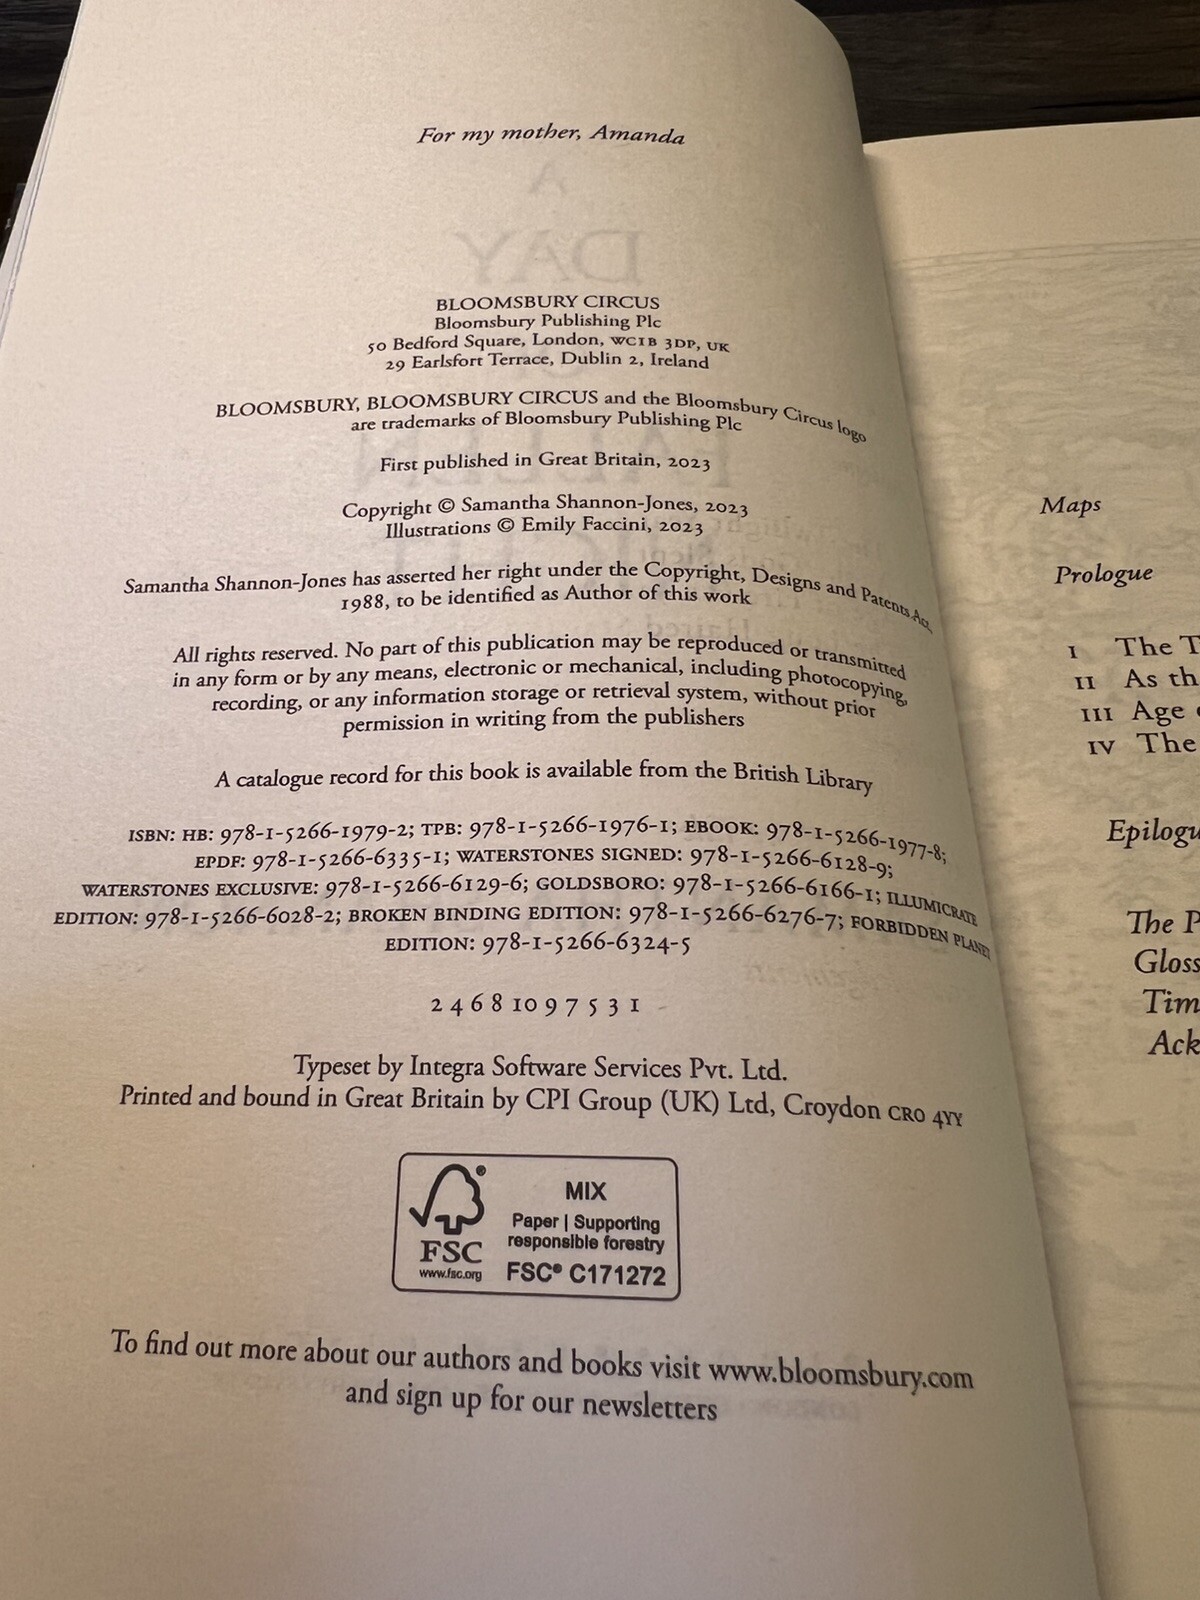 For my mother, Amanda
BLOOMSBURY CIRCUS
Bloomsbury Publishing Plc
50 Bedford Square, London, WC1B 3DP, UK
29 Earlsfort Terrace, Dublin 2, Ireland
BLOOMSBURY, BLOOMSBURY CIRCUS and the Bloomsbury Circus logo
are trademarks of Bloomsbury Publishing Plc
First published in Great Britain, 2023
Copyright © Samantha Shannon-Jones, 2023
Illustrations © Emily Faccini, 2023
Samantha Shannon-Jones has asserted her right under the Copyright, Designs and Patents Act,
1988, to be identified as Author of this work
All rights reserved. No part of this publication may be reproduced or transmitted
in any form or by any means, electronic or mechanical, including photocopying,
recording, or any information storage or retrieval system, without prior
permission in writing from the publishers
A catalogue record for this book is available from the British Library
ISBN: HB: 978-1-5266-1979-2; TPB: 978-1-5266-1976-1; EBOOK: 978-1-5266-1977-8;
EPDF: 978-1-5266-6335-1; WATERSTONES SIGNED: 978-1-5266-6128-9;
WATERSTONES EXCLUSIVE: 978-1-5266-6129-6; GOLDSBORO: 978-1-5266-6166-1; ILLUMICRATE
EDITION: 978-1-5266-6028-2; BROKEN BINDING EDITION: 978-1-5266-6276-7; FORBIDDEN PLANET
EDITION: 978-1-5266-6324-5
2 4 6 8 10 9 7 5 3 1
Typeset by Integra Software Services Pvt. Ltd.
Printed and bound in Great Britain by CPI Group (UK) Ltd, Croydon CR0 4YY
FSC
www.fsc.org
MIX
Paper | Supporting
responsible forestry
FSC® C171272
To find out more about our authors and books visit www.bloomsbury.com
and sign up for our newsletters
Maps
Prologue
I The T
II As th
III Age
IV The
Epilogu
The P
Gloss
Tim
Ack